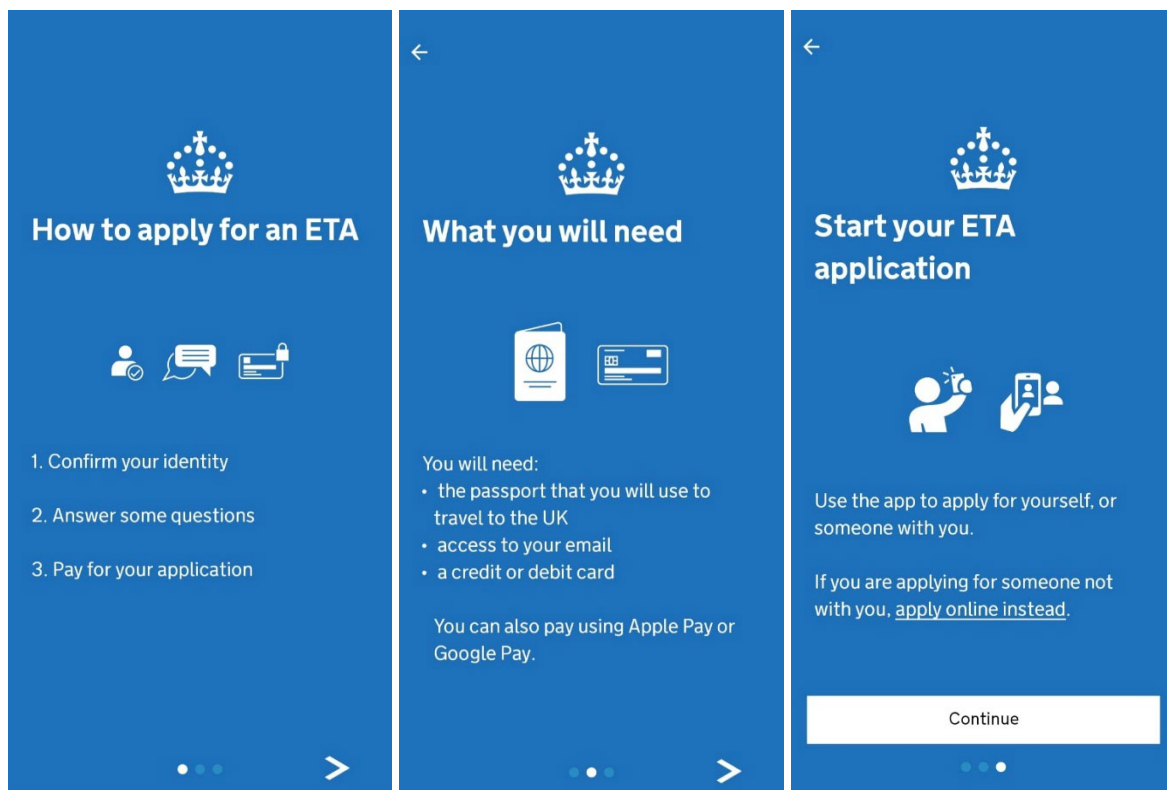 How to apply for an ETA
1. Confirm your identity
2. Answer some questions
3. Pay for your application
What you will need
You will need:
• the passport that you will use to
travel to the UK
• access to your email
• a credit or debit card
You can also pay using Apple Pay or
Google Pay.
Start your ETA
application
Use the app to apply for yourself, or
someone with you.
If you are applying for someone not
with you, apply online instead.
Continue